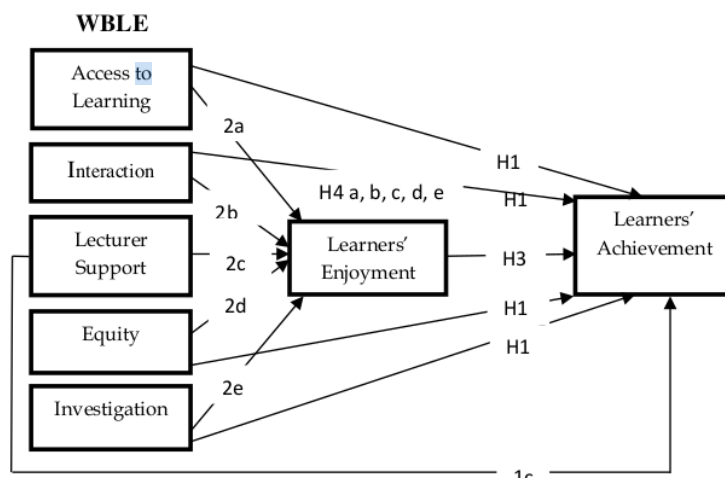 WBLE
Access to
Learning
2a
H1
Interaction
H4 a, b, c, d, e
H1
2b
Learners'
Achievement
Lecturer
Support
2c
Learners'
Enjoyment
H3
2d
Equity
H1
H1
2e
Investigation
1c